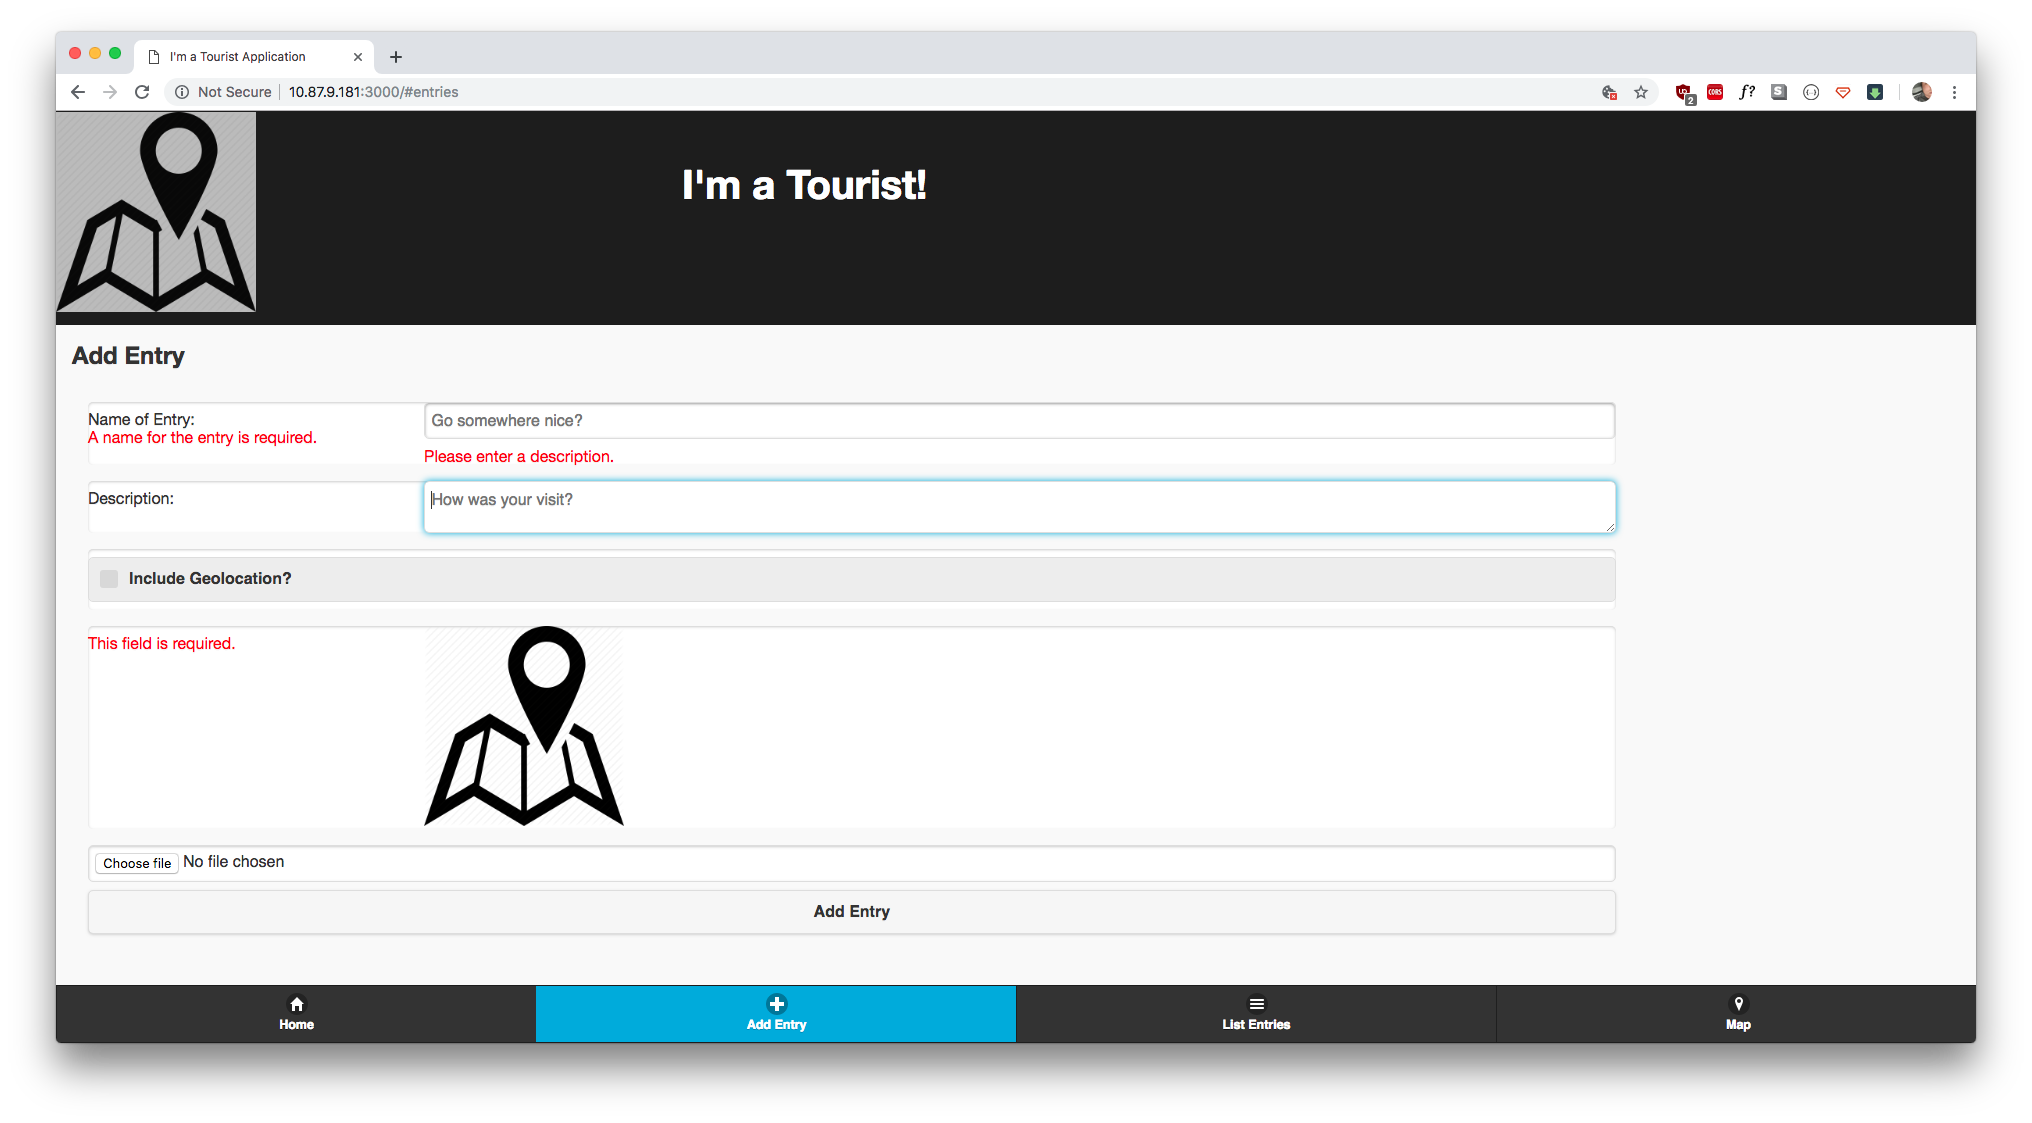 I'm a Tourist Application
Not Secure | 10.87.9.181:3000/#entries
2
CORS
f?
S
I'm a Tourist!
Add Entry
Name of Entry:
Go somewhere nice?
A name for the entry is required.
Please enter a description.
Description:
How was your visit?
Include Geolocation?
This field is required.
Choose file No file chosen
Add Entry
Home
Add Entry
List Entries
Map